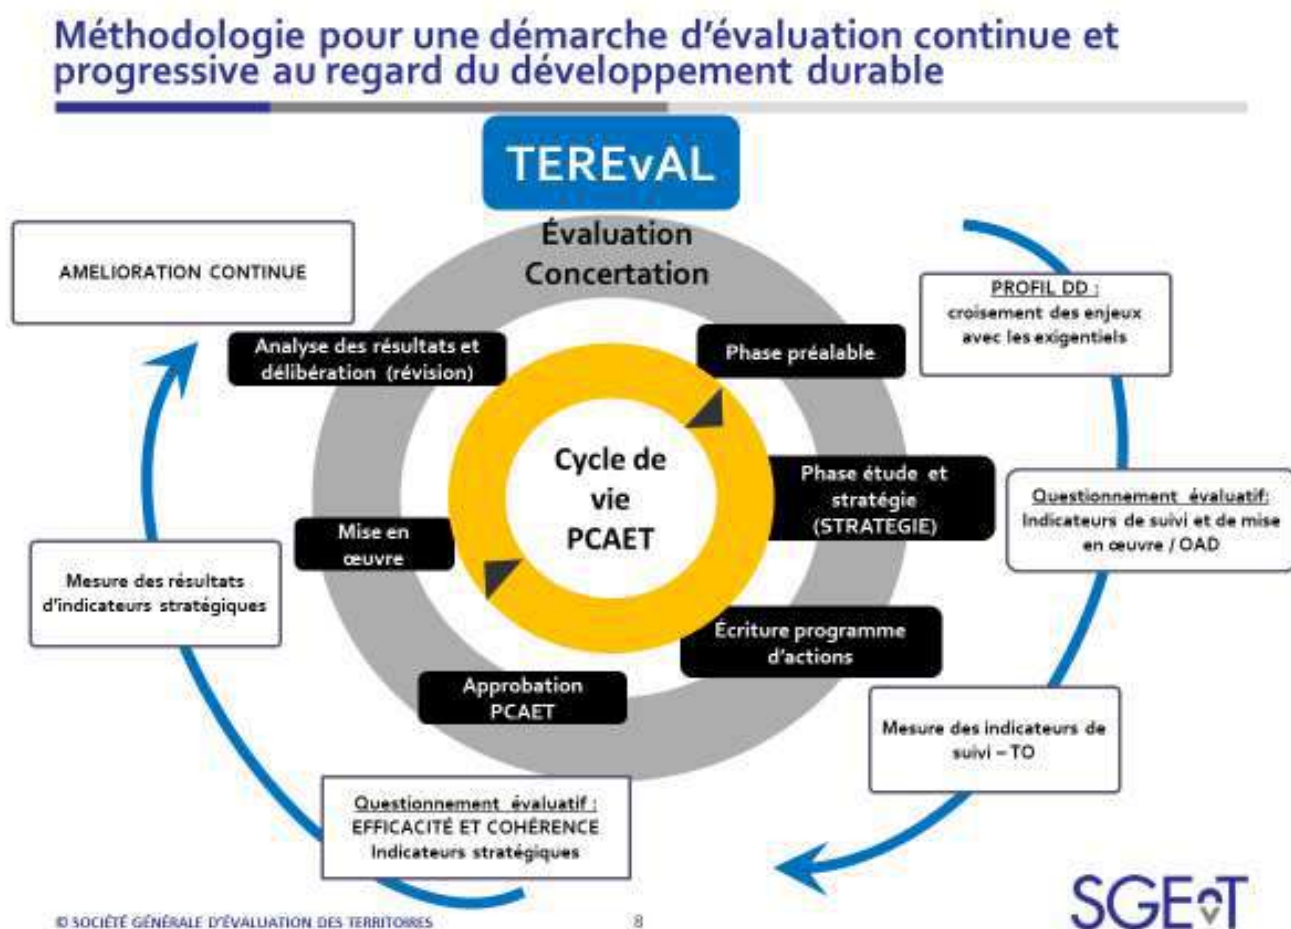 Méthodologie pour une démarche d'évaluation continue et
progressive au regard du développement durable
TEREvAL
Évaluation
Concertation
AMELIORATION CONTINUE
PROFIL DD :
croisement des enjeux
avec les exigentiels
Analyse des résultats et
délibération (révision)
Phase préalable
Cycle de
vie
PCAET
Phase étude et
stratégie
(STRATEGIE)
Questionnement évaluatif:
Indicateurs de suivi et de mise
en œuvre / OAD
Mise en
œuvre
Mesure des résultats
d'indicateurs stratégiques
Écriture programme
d'actions
Approbation
PCAET
Mesure des indicateurs de
suivi – TO
Questionnement évaluatif :
EFFICACITÉ ET COHÉRENCE
Indicateurs stratégiques
© SOCIÉTÉ GÉNÉRALE D'ÉVALUATION DES TERRITOIRES
8
SGEvT